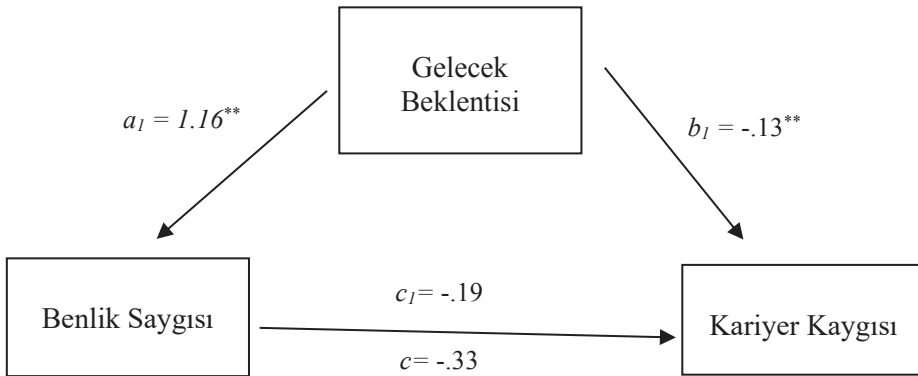 Gelecek
Beklentisi
a₁ = 1.16**
b₁ = -.13**
Benlik Saygısı
c₁= -.19
c= -.33
Kariyer Kaygısı